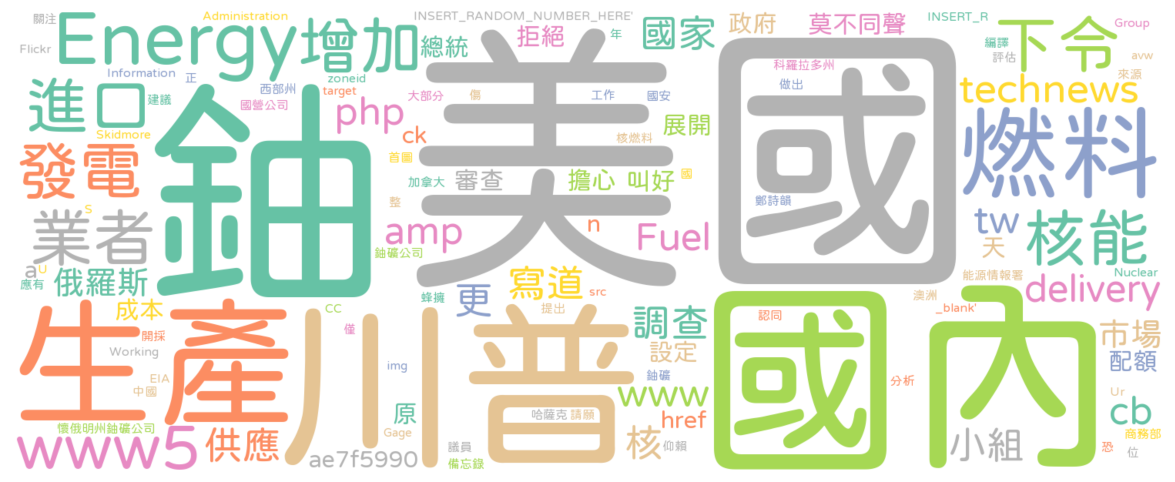 關注
Administration
INSERT_RANDOM_NUMBER_HERE'
年
政府
莫不同聲
INSERT_R
下令
Group
Flickr
Energy
增加
總統
拒絕
美國
國家
編譯
評估
avw
Information
正
西部州
zoneid
target
科羅拉多州
來源
進口
建議
國營公司
大部分
傷
工作
國安
做出
technews
Skidmore
鈾
php
ck
核燃料
展開
燃料
發電
首圖
加拿大
審查
擔心
叫好
國
S
整
鄭詩韻
業者
amp
n
Fuel
tw
核能
天
a
U
鈾礦公司
應有
俄羅斯
能源情報署
Nuclear
蜂擁
更
寫道
src
澳洲
delivery
成本
CC
僅
提出
調查
認同
_blank'
生產
開採
川普
國內
市場
Working
img
設定
配額
EIA
中國
鈾礦
分析
Ur
原
www
cb
懷俄明州鈾礦公司
Gage
哈薩克
請願
href
商務部
www5
供應
ae7f5990
議員
備忘錄
核
仰賴
小組
恐
位